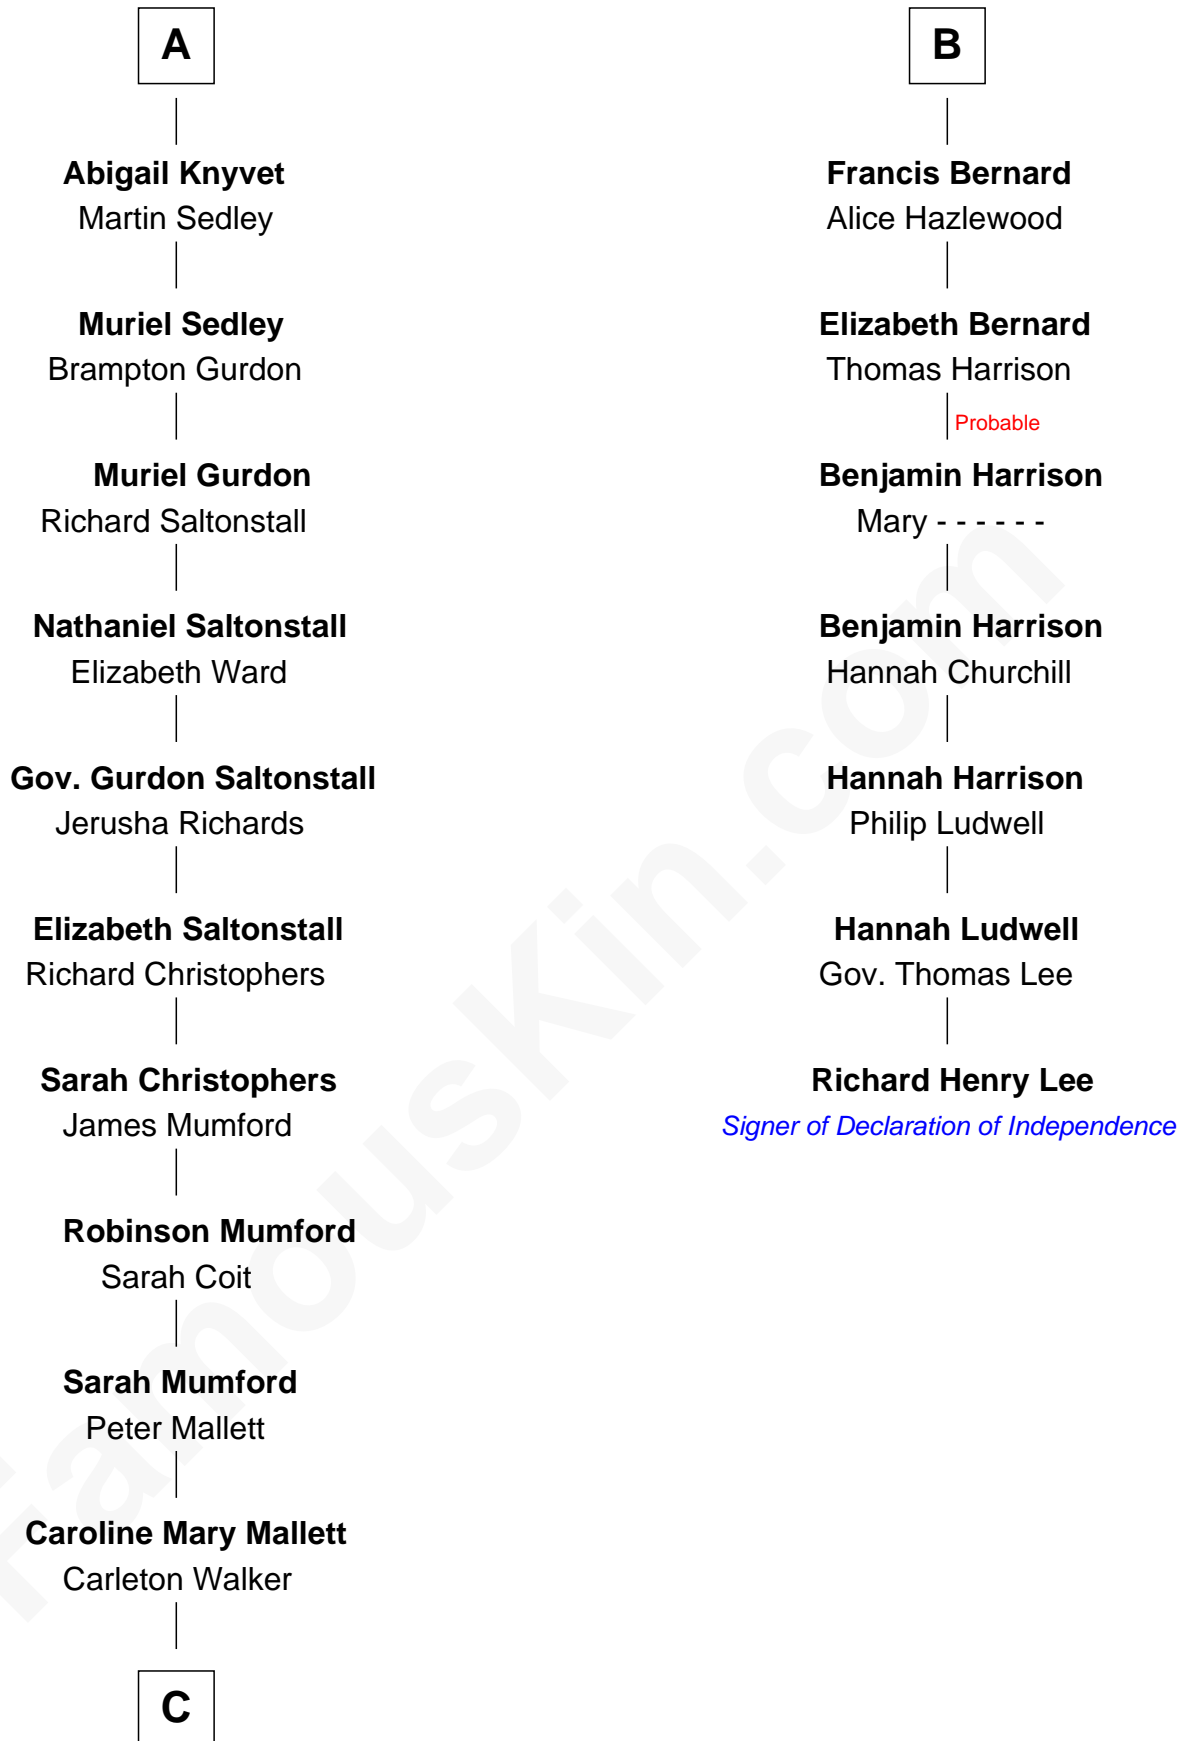 A
Abigail Knyvet
Martin Sedley
Muriel Sedley
Brampton Gurdon
Muriel Gurdon
Richard Saltonstall
Nathaniel Saltonstall
Elizabeth Ward
Gov. Gurdon Saltonstall
Jerusha Richards
Elizabeth Saltonstall
Richard Christophers
Sarah Christophers
James Mumford
Robinson Mumford
Sarah Coit
Sarah Mumford
Peter Mallett
Caroline Mary Mallett
Carleton Walker
C
B
Francis Bernard
Alice Hazlewood
Elizabeth Bernard
Thomas Harrison
Probable
Benjamin Harrison
Mary - - - - - -
Benjamin Harrison
Hannah Churchill
Hannah Harrison
Philip Ludwell
Hannah Ludwell
Gov. Thomas Lee
Richard Henry Lee
Signer of Declaration of Independence
FamousKin.com